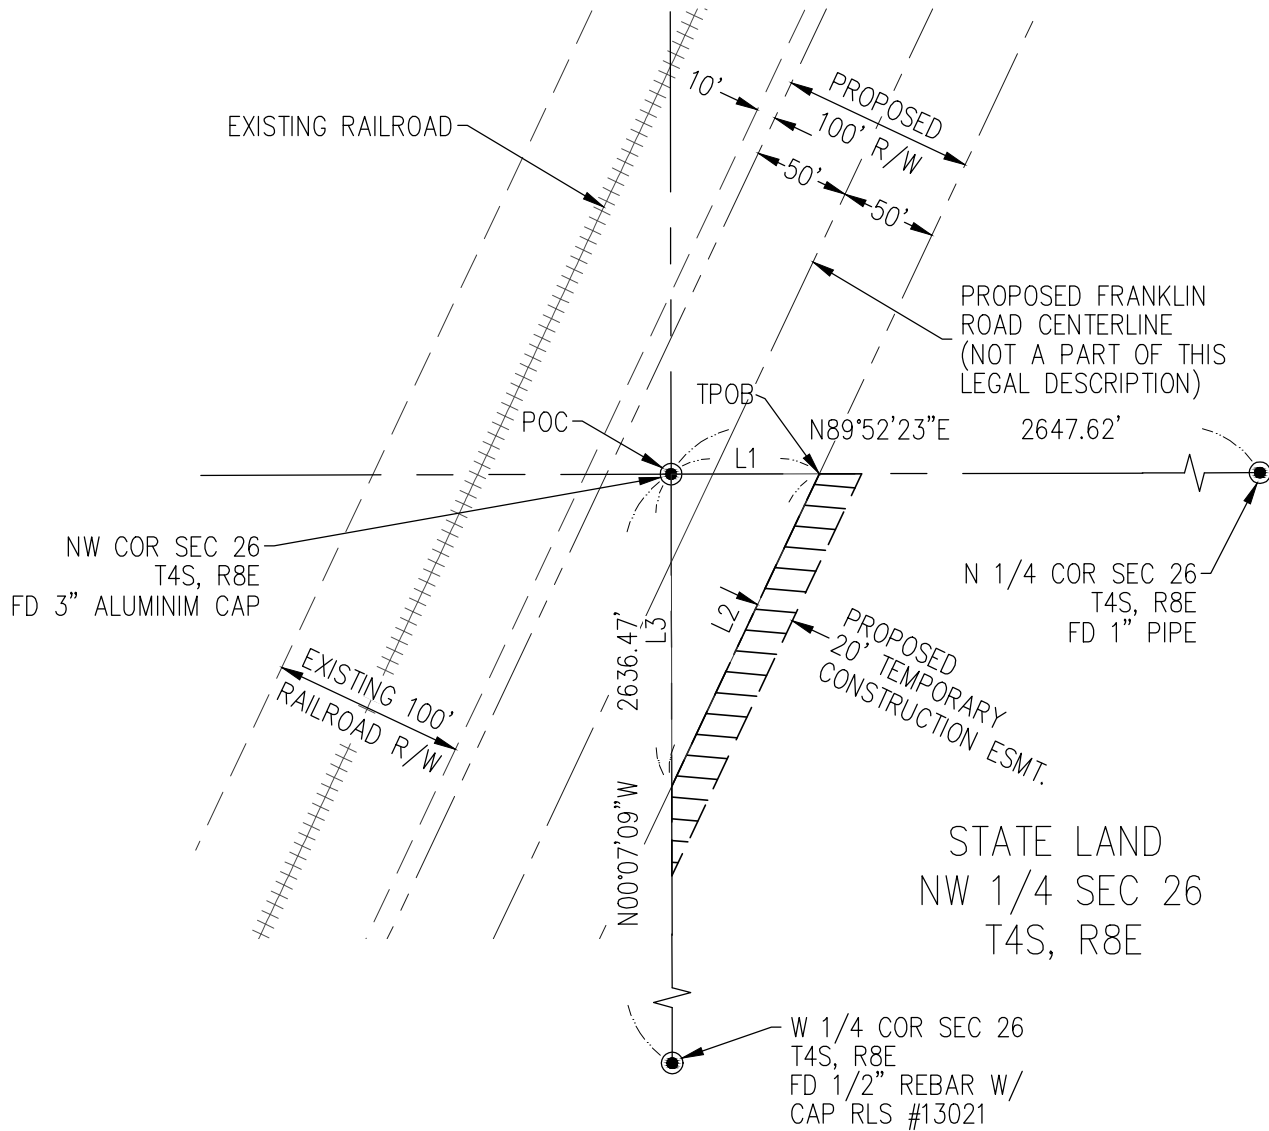 10'
PROPOSED
100' R/W
EXISTING RAILROAD
50'
50'
PROPOSED FRANKLIN
ROAD CENTERLINE
(NOT A PART OF THIS
LEGAL DESCRIPTION)
TPOB
POC
N89°52'23"E 2647.62'
L1
NW COR SEC 26
T4S, R8E
FD 3" ALUMINIM CAP
N 1/4 COR SEC 26
T4S, R8E
FD 1" PIPE
L2
L3
N00°07'09"W 2636.47'
PROPOSED
20' TEMPORARY
CONSTRUCTION ESMT.
EXISTING 100'
RAILROAD R/W
STATE LAND
NW 1/4 SEC 26
T4S, R8E
W 1/4 COR SEC 26
T4S, R8E
FD 1/2" REBAR W/
CAP RLS #13021